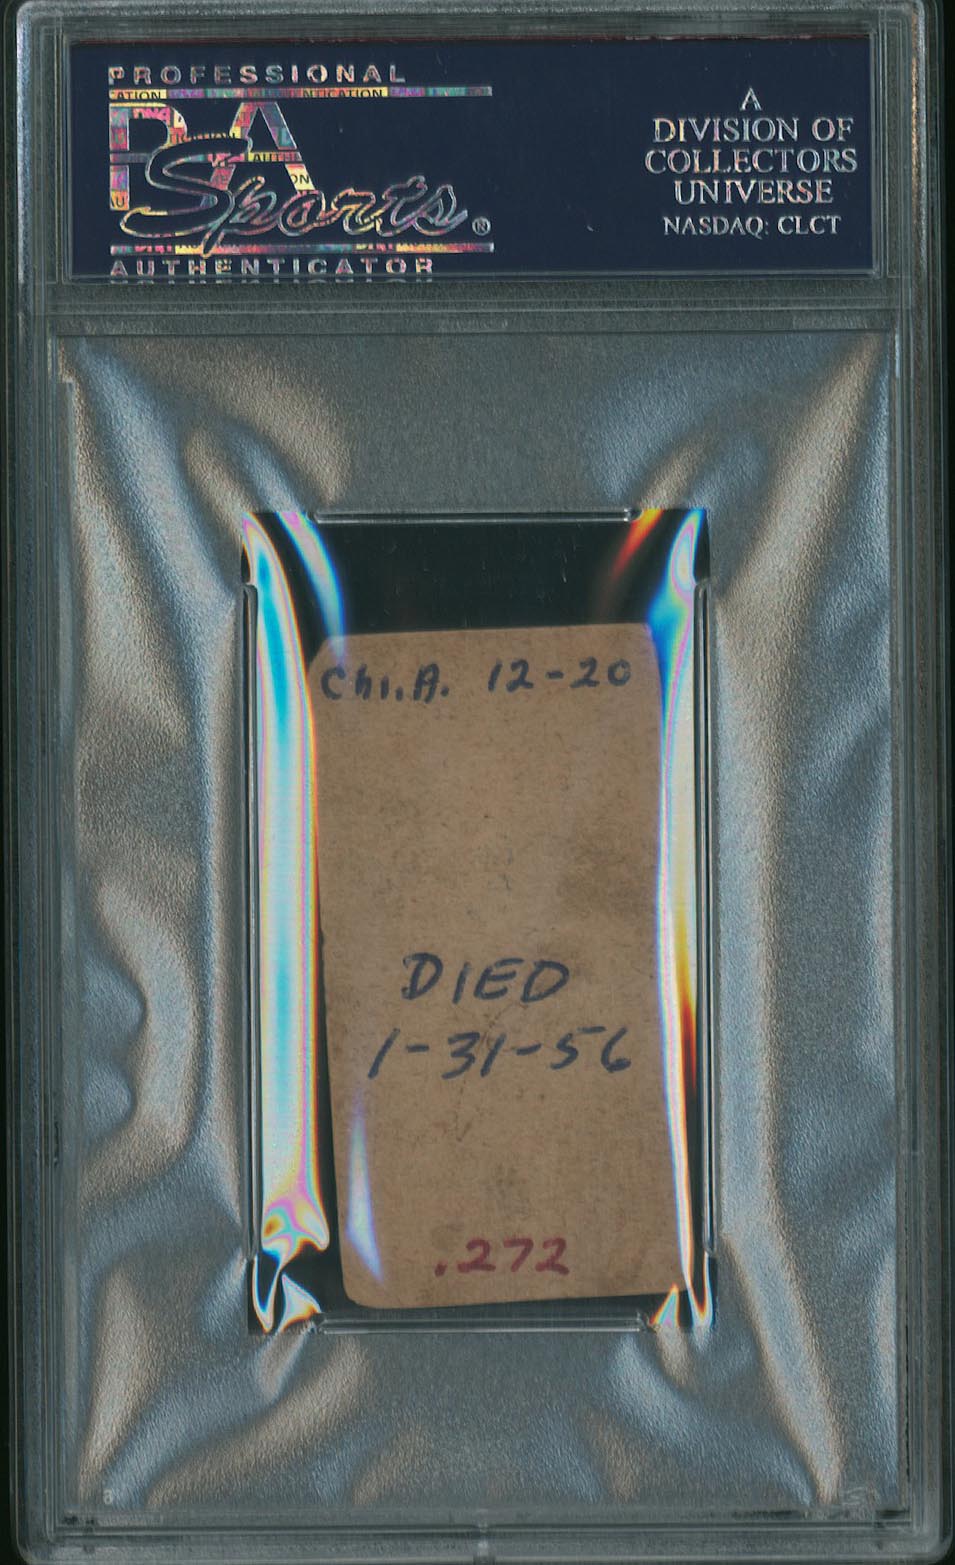 PROFESSIONAL
PSA
Sports®
AUTHENTICATOR
A
DIVISION OF
COLLECTORS
UNIVERSE
NASDAQ: CLCT
Chi.A. 12-20
DIED
1-31-56
.272